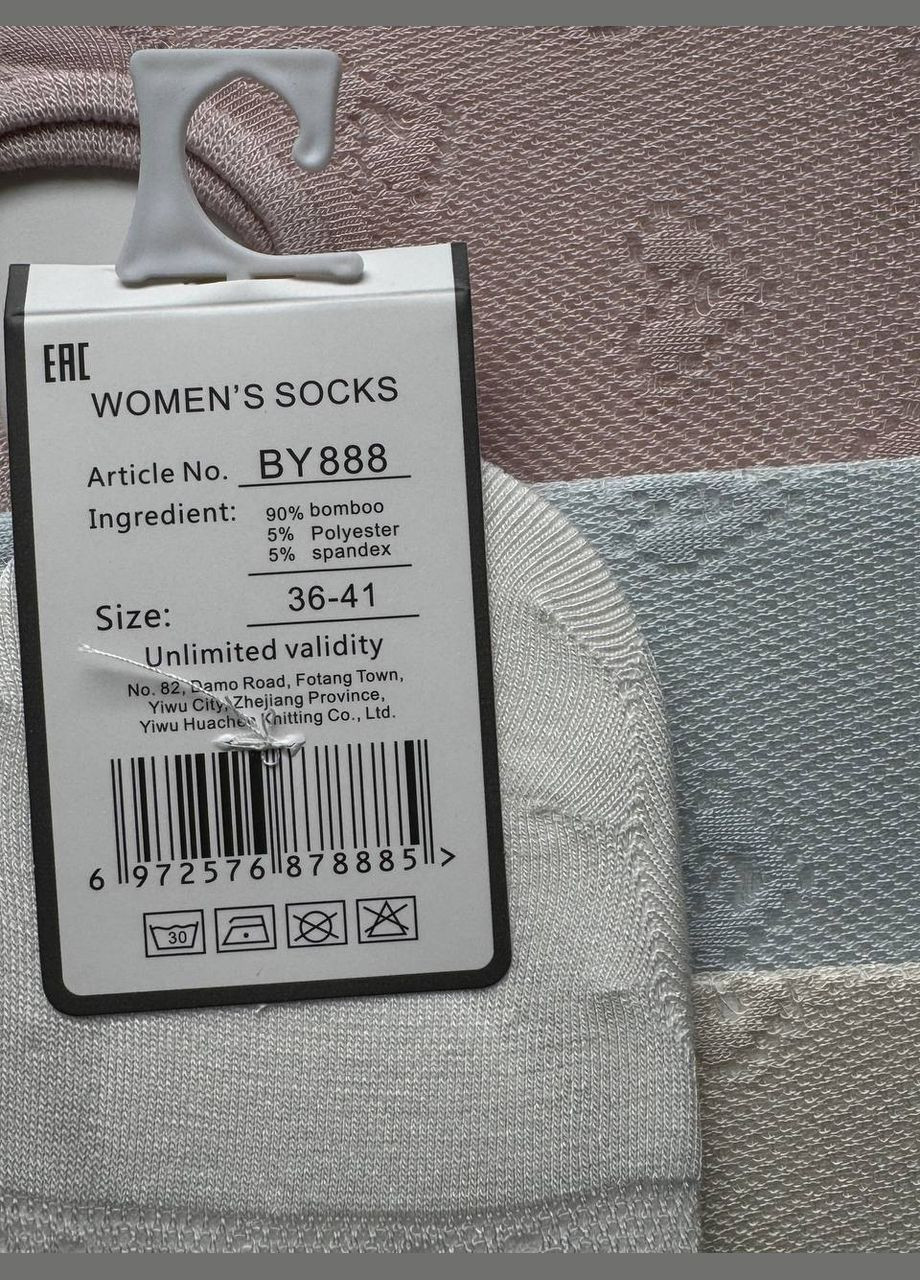 EAC
WOMEN'S SOCKS
Article No. BY888
Ingredient: 90% bomboo
5% Polyester
5% spandex
Size: 36-41
Unlimited validity
No. 82, Damo Road, Fotang Town,
Yiwu City, Zhejiang Province,
Yiwu Huachen Knitting Co., Ltd.
6 972576 878885 >
30